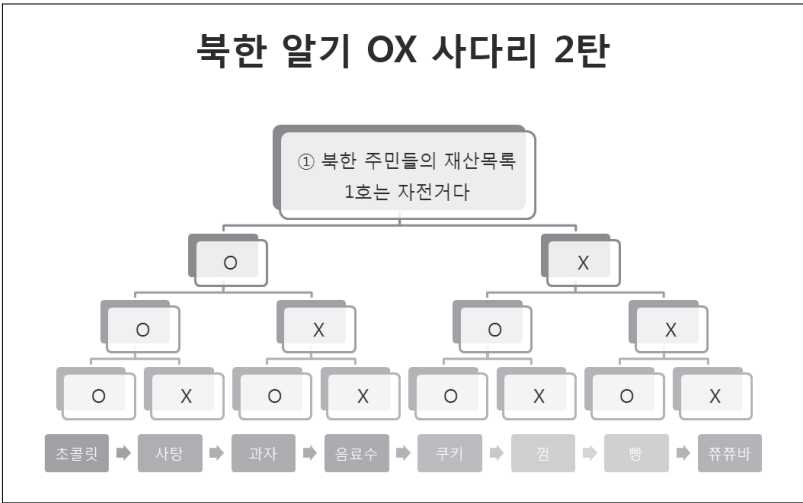 북한 알기 OX 사다리 2탄
① 북한 주민들의 재산목록
1호는 자전거다
O X
O X O X
O X O X O X O X
초콜릿 사탕 과자 음료수 쿠키 껌 빵 쮸쮸바